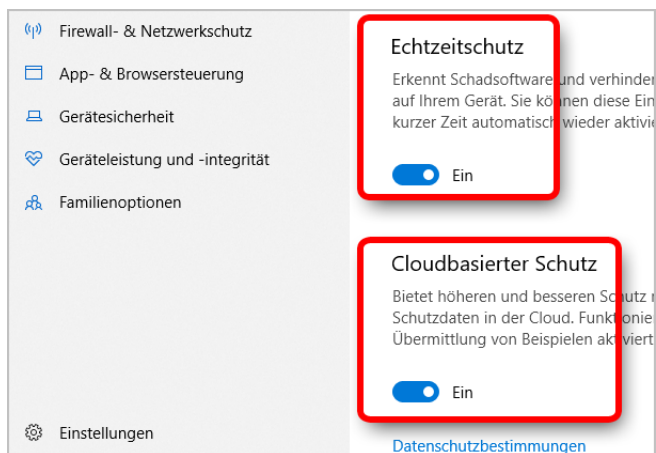 Firewall- & Netzwerkschutz
App- & Browsersteuerung
Gerätesicherheit
Geräteleistung und -integrität
Familienoptionen
Einstellungen
Echtzeitschutz
Erkennt Schadsoftware und verhinder
auf Ihrem Gerät. Sie können diese Ein
kurzer Zeit automatisch wieder aktivie
Ein
Cloudbasierter Schutz
Bietet höheren und besseren Schutz
Schutzdaten in der Cloud. Funktionie
Übermittlung von Beispielen aktiviert
Ein
Datenschutzbestimmungen